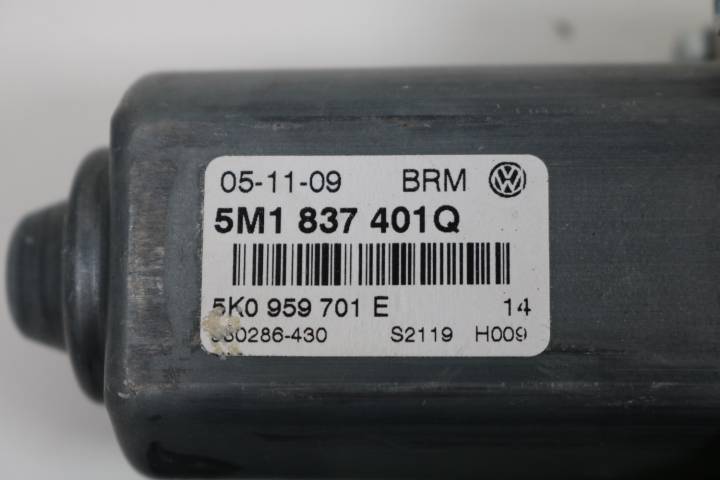 05-11-09 BRM
5M1 837 401Q
5K0 959 701 E 14
S2119 H009